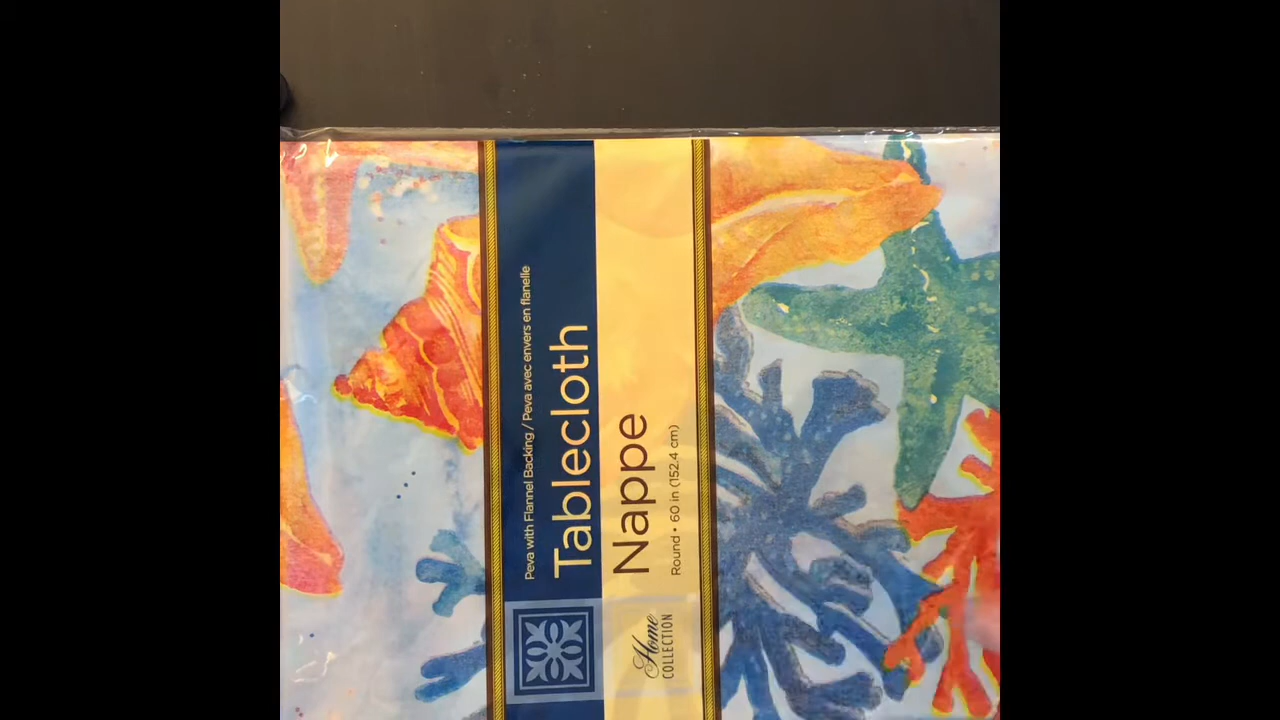 Peva with Flannel Backing / Peva avec envers en flanelle
Tablecloth
Nappe
Round • 60 in (152.4 cm)
Home
COLLECTION